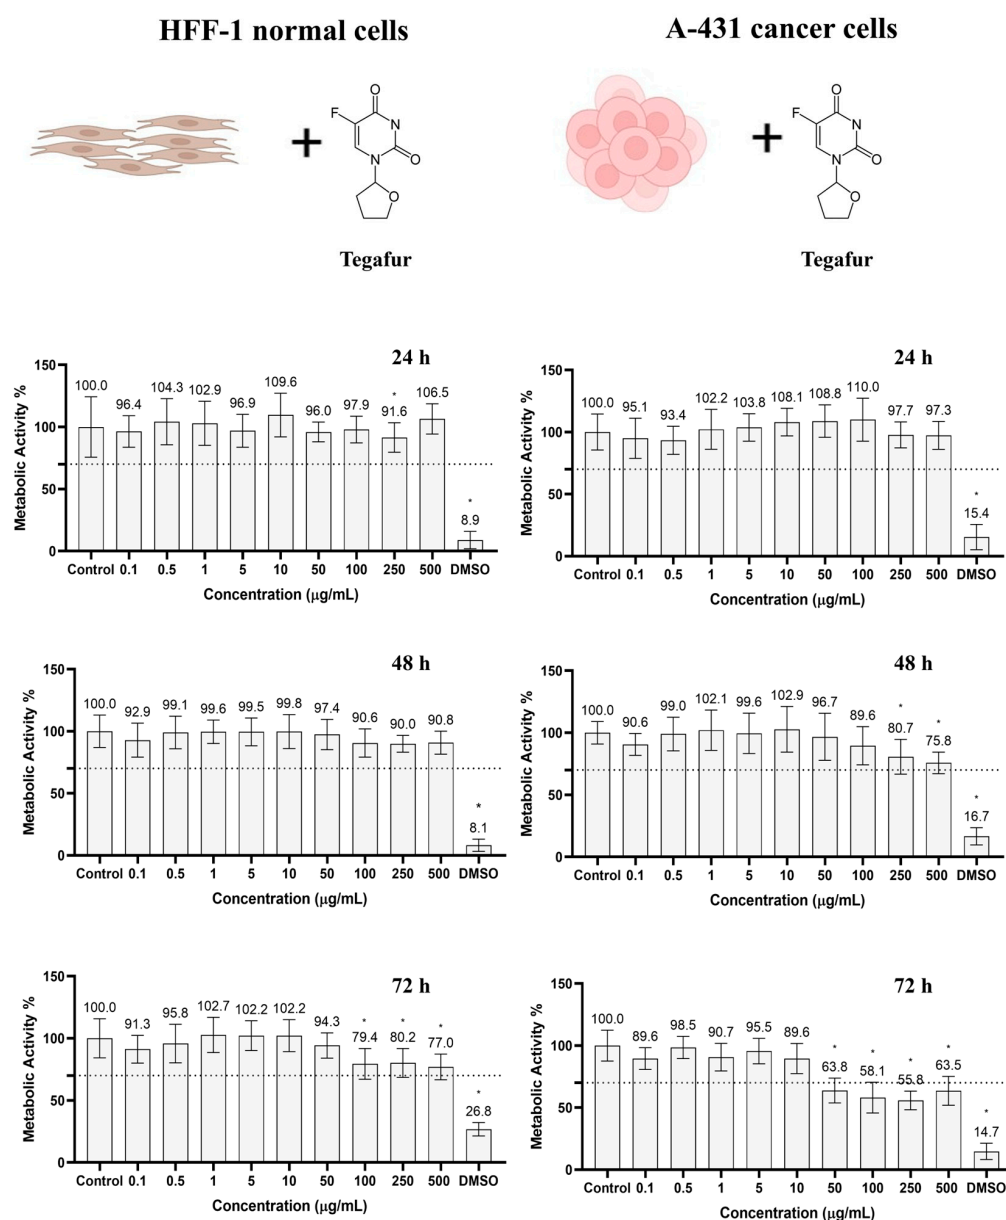 HFF-1 normal cells
A-431 cancer cells
+
O
F
N
N
O
O
Tegafur
+
O
F
N
N
O
O
Tegafur
24 h
Metabolic Activity %
150
100
50
0
100.0 96.4 104.3 102.9 96.9 109.6 96.0 97.9 * 91.6 106.5 * 8.9
Control 0.1 0.5 1 5 10 50 100 250 500 DMSO
Concentration (μg/mL)
24 h
Metabolic Activity %
150
100
50
0
100.0 95.1 93.4 102.2 103.8 108.1 108.8 110.0 97.7 97.3 * 15.4
Control 0.1 0.5 1 5 10 50 100 250 500 DMSO
Concentration (μg/mL)
48 h
Metabolic Activity %
150
100
50
0
100.0 92.9 99.1 99.6 99.5 99.8 97.4 90.6 90.0 90.8 * 8.1
Control 0.1 0.5 1 5 10 50 100 250 500 DMSO
Concentration (μg/mL)
48 h
Metabolic Activity %
150
100
50
0
100.0 90.6 99.0 102.1 99.6 102.9 96.7 89.6 * 80.7 * 75.8 * 16.7
Control 0.1 0.5 1 5 10 50 100 250 500 DMSO
Concentration (μg/mL)
72 h
Metabolic Activity %
150
100
50
0
100.0 91.3 95.8 102.7 102.2 102.2 94.3 * 79.4 * 80.2 * 77.0 * 26.8
Control 0.1 0.5 1 5 10 50 100 250 500 DMSO
Concentration (μg/mL)
72 h
Metabolic Activity %
150
100
50
0
100.0 89.6 98.5 90.7 95.5 89.6 * 63.8 * 58.1 * 55.8 * 63.5 * 14.7
Control 0.1 0.5 1 5 10 50 100 250 500 DMSO
Concentration (μg/mL)